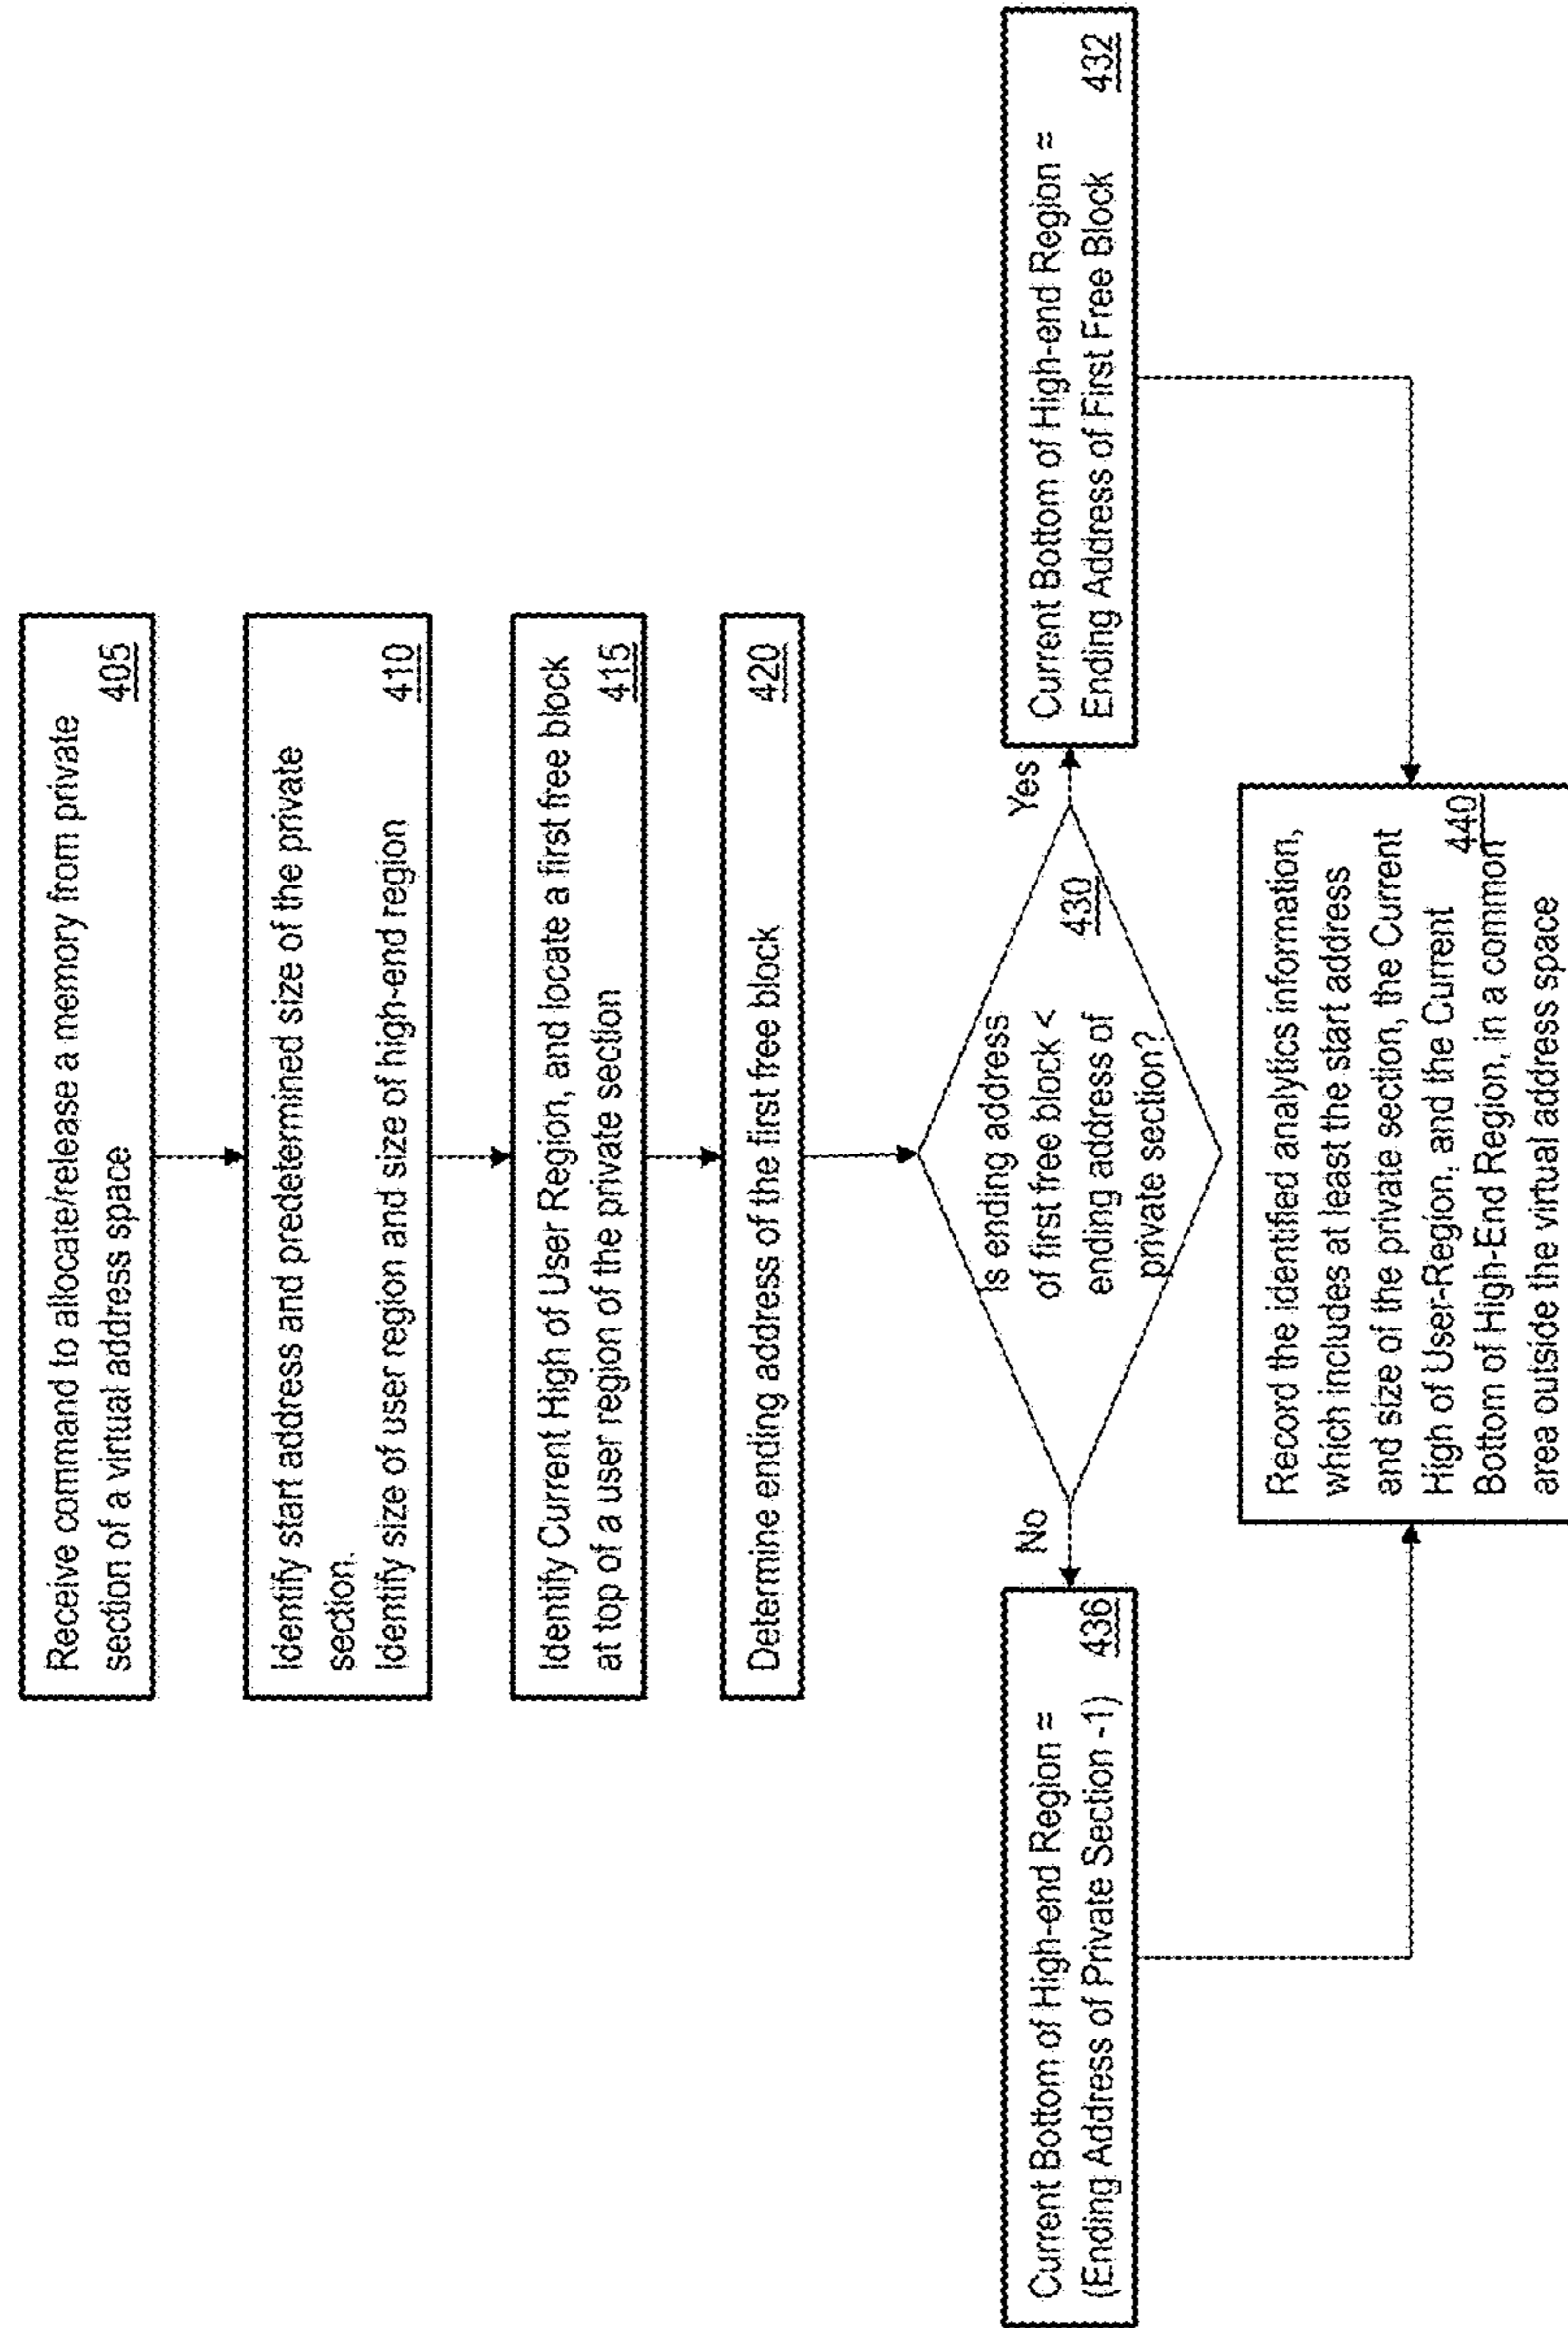 Receive command to allocate/release a memory from private
section of a virtual address space
405
Identify start address and predetermined size of the private
section.
Identify size of user region and size of high-end region
410
Identify Current High of User Region, and locate a first free block
at top of a user region of the private section
415
Determine ending address of the first free block
420
Is ending address
of first free block <
ending address of
private section?
430
No
Yes
Current Bottom of High-end Region =
(Ending Address of Private Section -1)
436
Current Bottom of High-end Region =
Ending Address of First Free Block
432
Record the identified analytics information,
which includes at least the start address
and size of the private section, the Current
High of User-Region, and the Current
440
Bottom of High-End Region, in a common
area outside the virtual address space